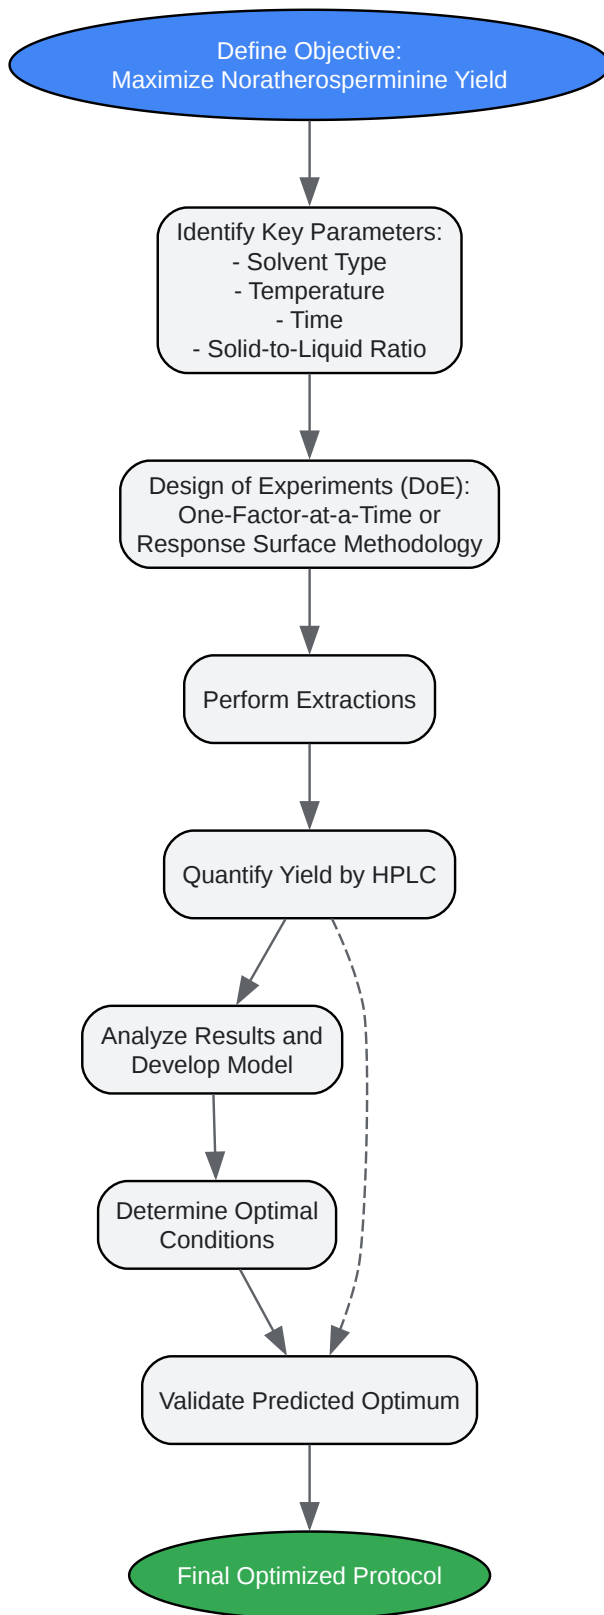 Define Objective:
Maximize Noratherosperminine Yield
Identify Key Parameters:
- Solvent Type
- Temperature
- Time
- Solid-to-Liquid Ratio
Design of Experiments (DoE):
One-Factor-at-a-Time or
Response Surface Methodology
Perform Extractions
Quantify Yield by HPLC
Analyze Results and
Develop Model
Determine Optimal
Conditions
Validate Predicted Optimum
Final Optimized Protocol